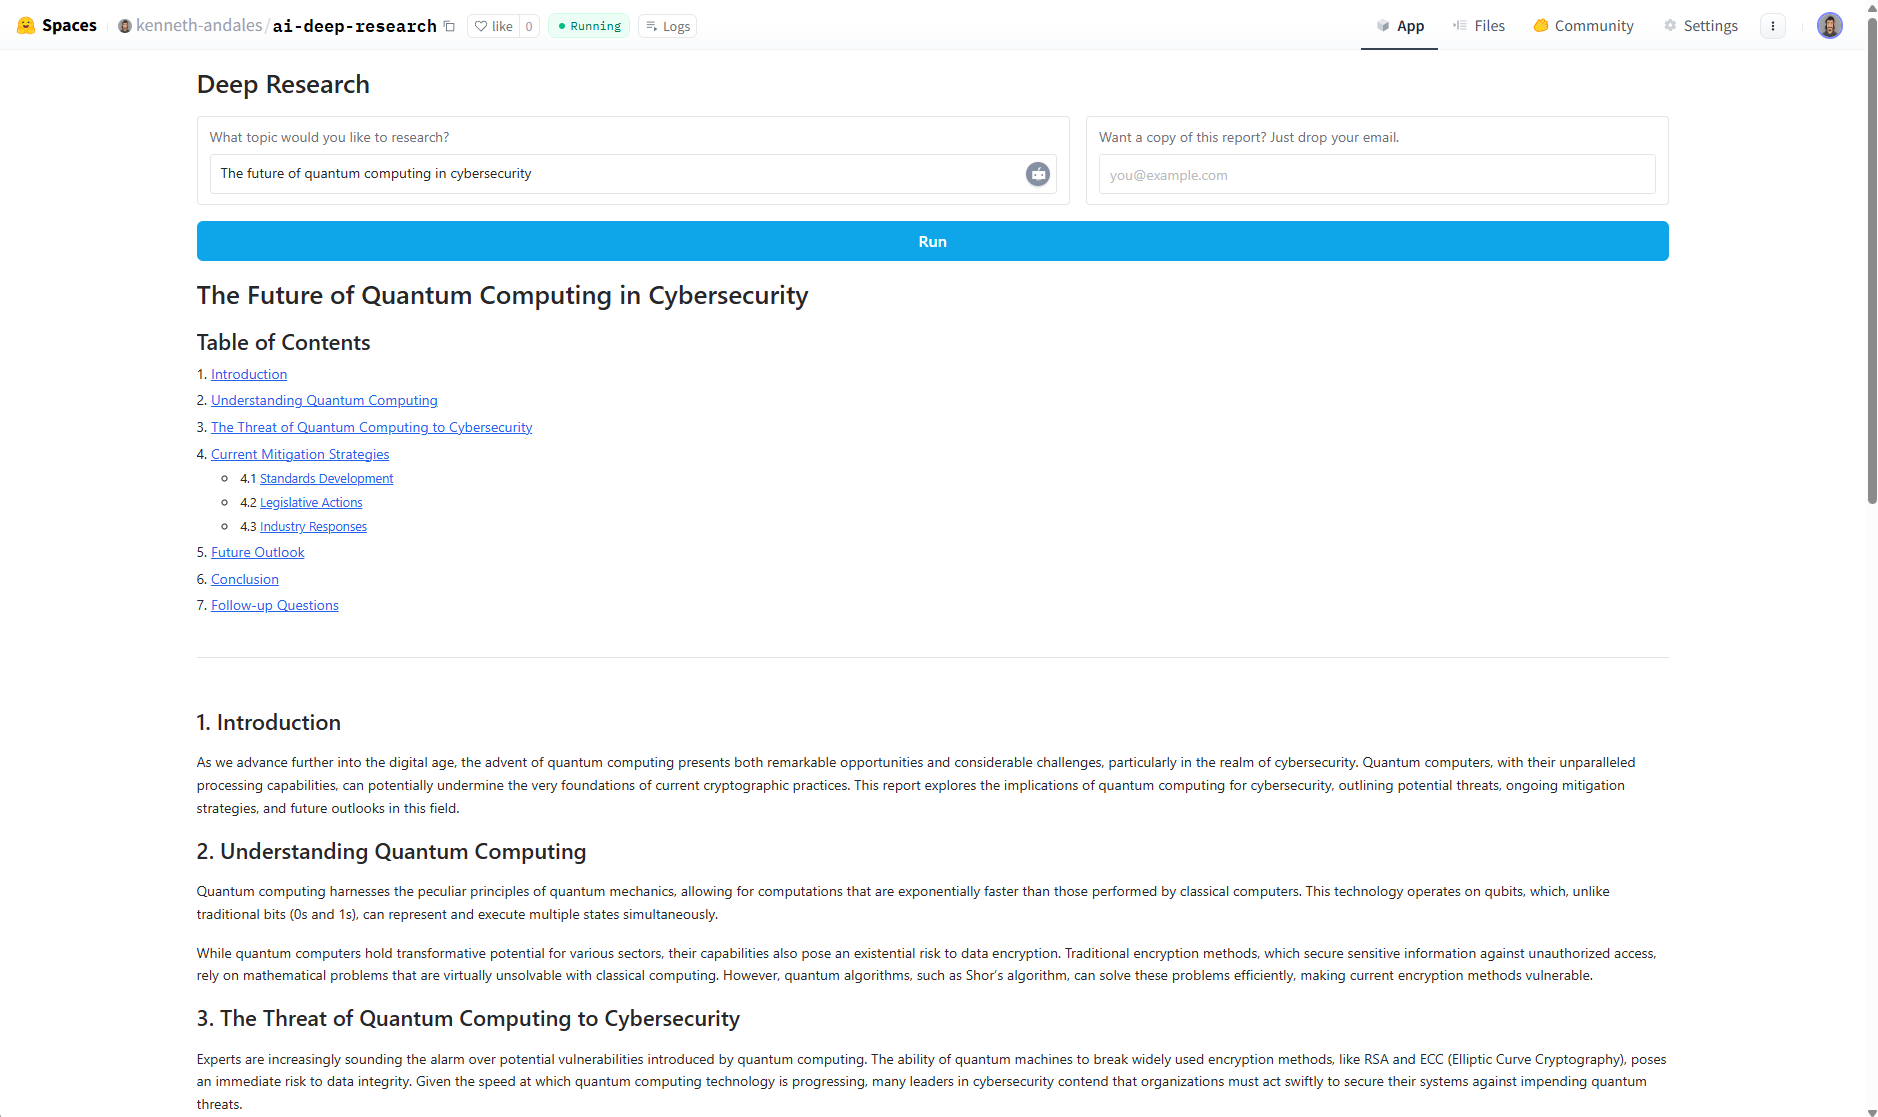 Spaces kenneth-andales/ai-deep-research like 0 Running Logs App Files Community Settings
Deep Research
What topic would you like to research?
The future of quantum computing in cybersecurity
Want a copy of this report? Just drop your email.
you@example.com
Run
The Future of Quantum Computing in Cybersecurity
Table of Contents
1. Introduction
2. Understanding Quantum Computing
3. The Threat of Quantum Computing to Cybersecurity
4. Current Mitigation Strategies
4.1 Standards Development
4.2 Legislative Actions
4.3 Industry Responses
5. Future Outlook
6. Conclusion
7. Follow-up Questions
1. Introduction
As we advance further into the digital age, the advent of quantum computing presents both remarkable opportunities and considerable challenges, particularly in the realm of cybersecurity. Quantum computers, with their unparalleled
processing capabilities, can potentially undermine the very foundations of current cryptographic practices. This report explores the implications of quantum computing for cybersecurity, outlining potential threats, ongoing mitigation
strategies, and future outlooks in this field.
2. Understanding Quantum Computing
Quantum computing harnesses the peculiar principles of quantum mechanics, allowing for computations that are exponentially faster than those performed by classical computers. This technology operates on qubits, which, unlike
traditional bits (0s and 1s), can represent and execute multiple states simultaneously.
While quantum computers hold transformative potential for various sectors, their capabilities also pose an existential risk to data encryption. Traditional encryption methods, which secure sensitive information against unauthorized access,
rely on mathematical problems that are virtually unsolvable with classical computing. However, quantum algorithms, such as Shor's algorithm, can solve these problems efficiently, making current encryption methods vulnerable.
3. The Threat of Quantum Computing to Cybersecurity
Experts are increasingly sounding the alarm over potential vulnerabilities introduced by quantum computing. The ability of quantum machines to break widely used encryption methods, like RSA and ECC (Elliptic Curve Cryptography), poses
an immediate risk to data integrity. Given the speed at which quantum computing technology is progressing, many leaders in cybersecurity contend that organizations must act swiftly to secure their systems against impending quantum
threats.